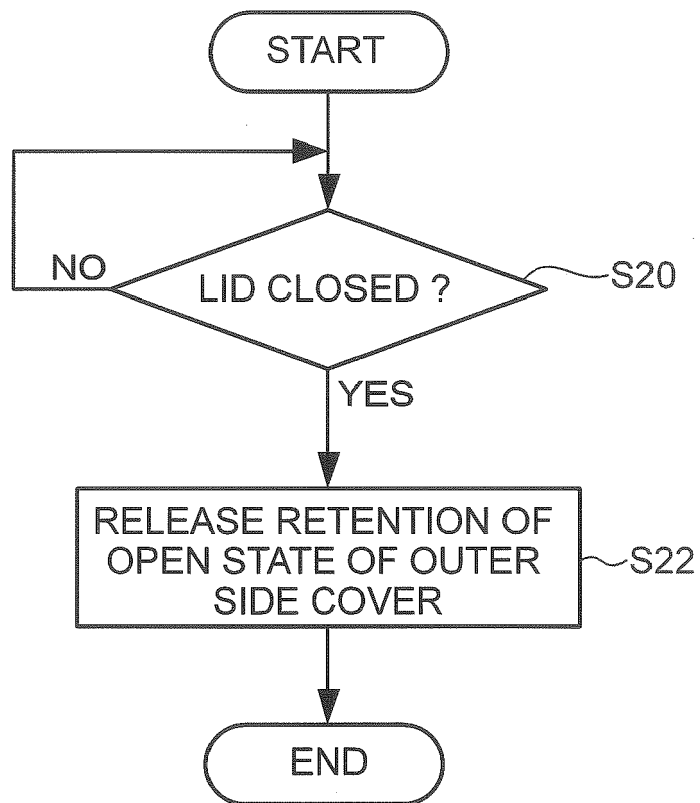 START
NO
LID CLOSED ?
S20
YES
RELEASE RETENTION OF
OPEN STATE OF OUTER
SIDE COVER
S22
END